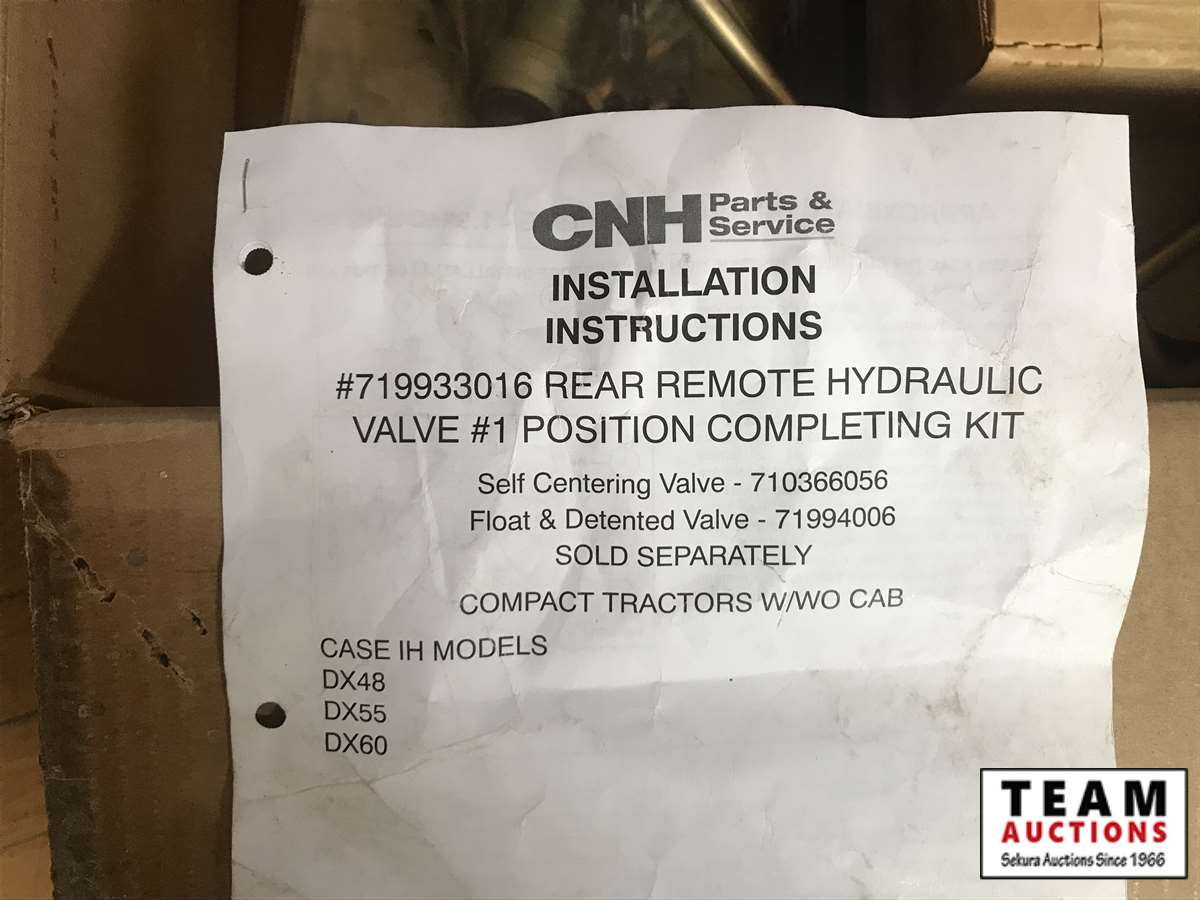 CNH Parts & Service
INSTALLATION
INSTRUCTIONS
#719933016 REAR REMOTE HYDRAULIC
VALVE #1 POSITION COMPLETING KIT
Self Centering Valve - 710366056
Float & Detented Valve - 71994006
SOLD SEPARATELY
COMPACT TRACTORS W/WO CAB
CASE IH MODELS
DX48
DX55
DX60
TEAM
AUCTIONS
Sekura Auctions Since 1966